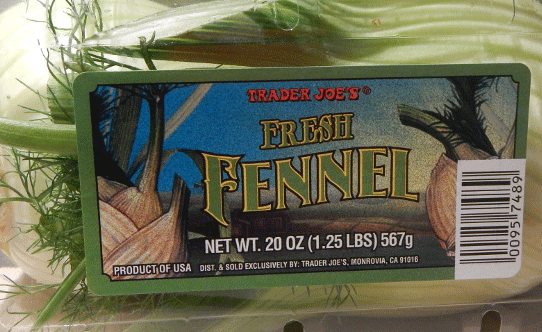 TRADER JOE'S®
FRESH
FENNEL
NET WT. 20 OZ (1.25 LBS) 567g
PRODUCT OF USA DIST. & SOLD EXCLUSIVELY BY: TRADER JOE'S, MONROVIA, CA 91016
00957489